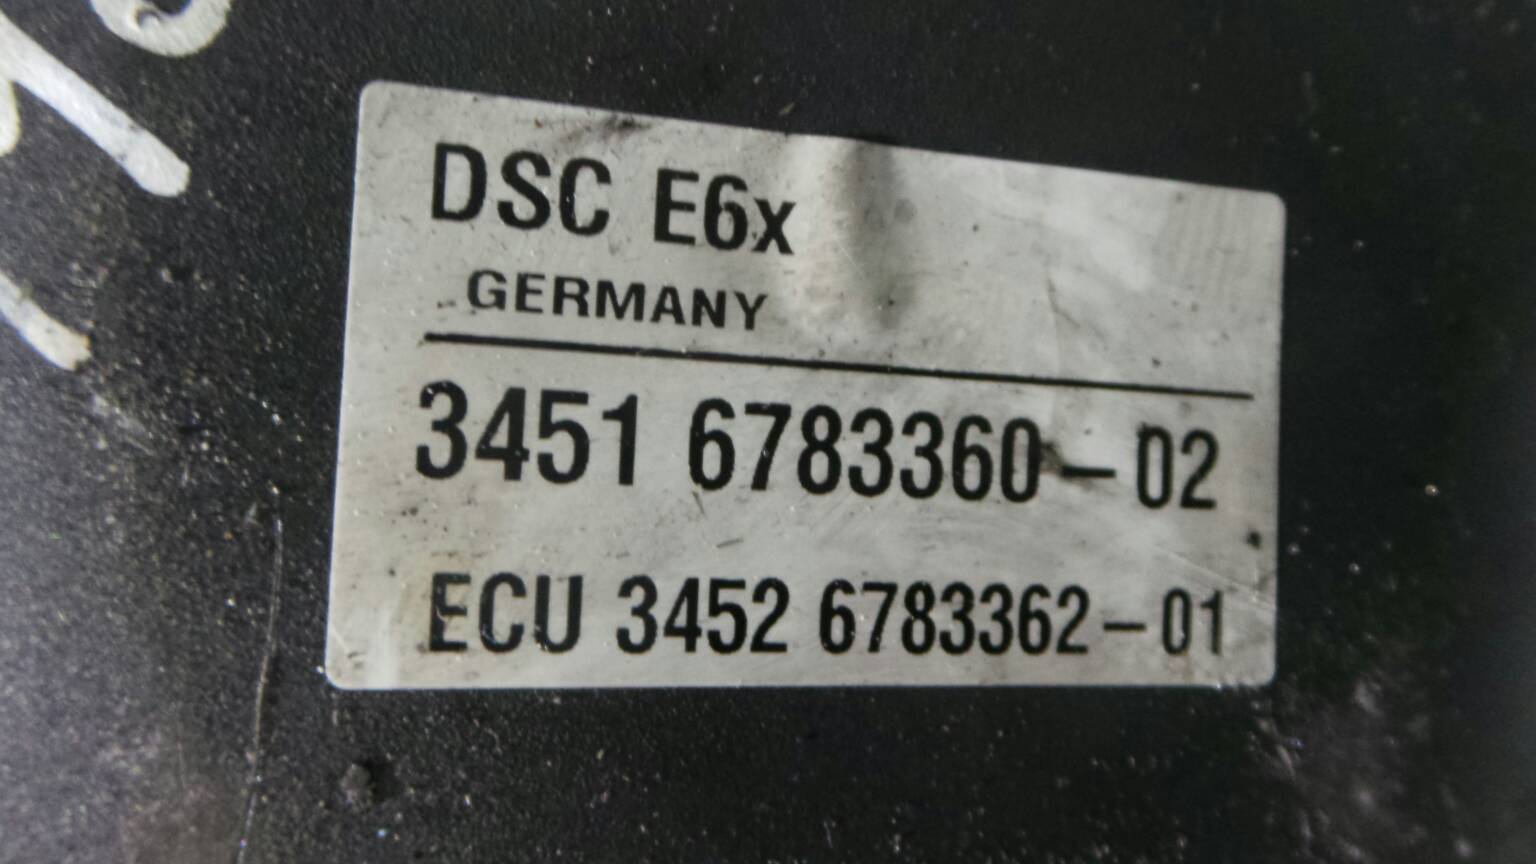 DSC E6x
GERMANY
3451 6783360-02
ECU 3452 6783362-01